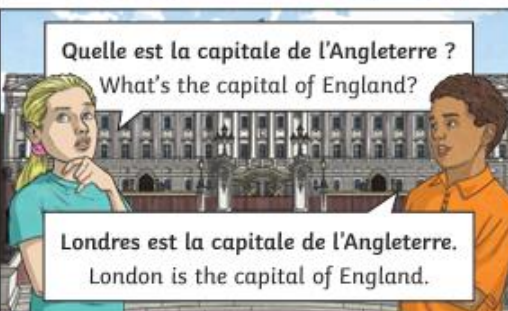 Quelle est la capitale de l'Angleterre ?
What's the capital of England?
Londres est la capitale de l'Angleterre.
London is the capital of England.